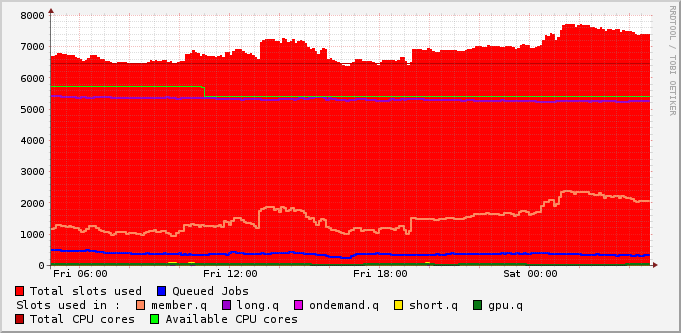 8000
7000
6000
5000
4000
3000
2000
1000
0
Fri 06:00 Fri 12:00 Fri 18:00 Sat 00:00
Total slots used Queued Jobs
Slots used in : member.q long.q ondemand.q short.q gpu.q
Total CPU cores Available CPU cores
RRDTOOL / TOBI OETIKER